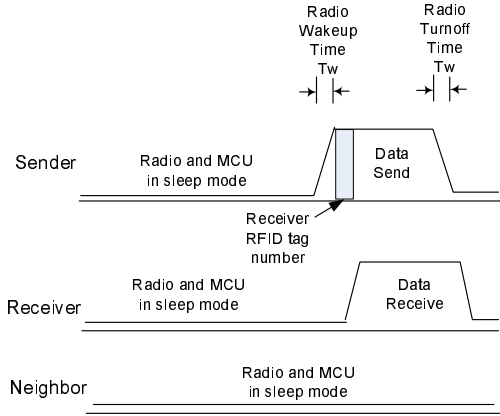 Radio
Wakeup
Time
Tw
Radio
Turnoff
Time
Tw
Sender
Radio and MCU
in sleep mode
Data
Send
Receiver
RFID tag
number
Receiver
Radio and MCU
in sleep mode
Data
Receive
Neighbor
Radio and MCU
in sleep mode